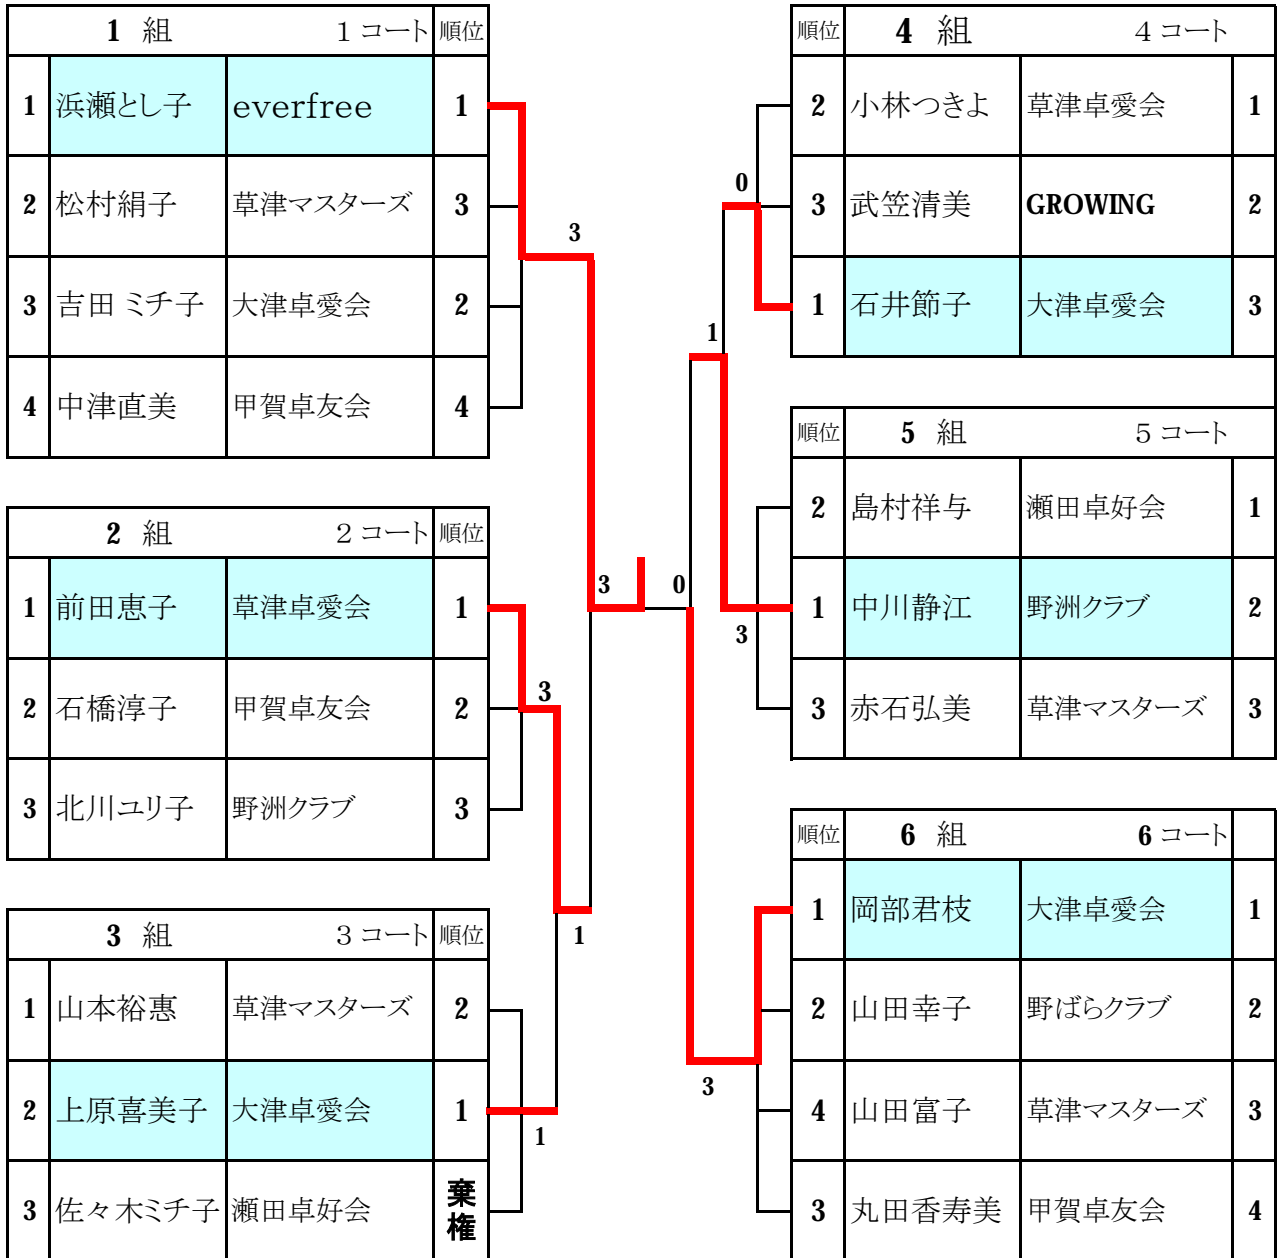 1 組 1 コート 順位
1 浜瀬とし子 everfree 1
2 松村絹子 草津マスターズ 3
3 吉田 ミチ子 大津卓愛会 2
4 中津直美 甲賀卓友会 4
2 組 2 コート 順位
1 前田恵子 草津卓愛会 1
2 石橋淳子 甲賀卓友会 2
3 北川ユリ子 野洲クラブ 3
3 組 3 コート 順位
1 山本裕惠 草津マスターズ 2
2 上原喜美子 大津卓愛会 1
3 佐々木ミチ子 瀬田卓好会 棄権
3
3
1
1
3
0
0
1
3
3
順位 4 組 4 コート
2 小林つきよ 草津卓愛会 1
3 武笠清美 GROWING 2
1 石井節子 大津卓愛会 3
順位 5 組 5 コート
2 島村祥与 瀬田卓好会 1
1 中川静江 野洲クラブ 2
3 赤石弘美 草津マスターズ 3
順位 6 組 6 コート
1 岡部君枝 大津卓愛会 1
2 山田幸子 野ばらクラブ 2
4 山田富子 草津マスターズ 3
3 丸田香寿美 甲賀卓友会 4